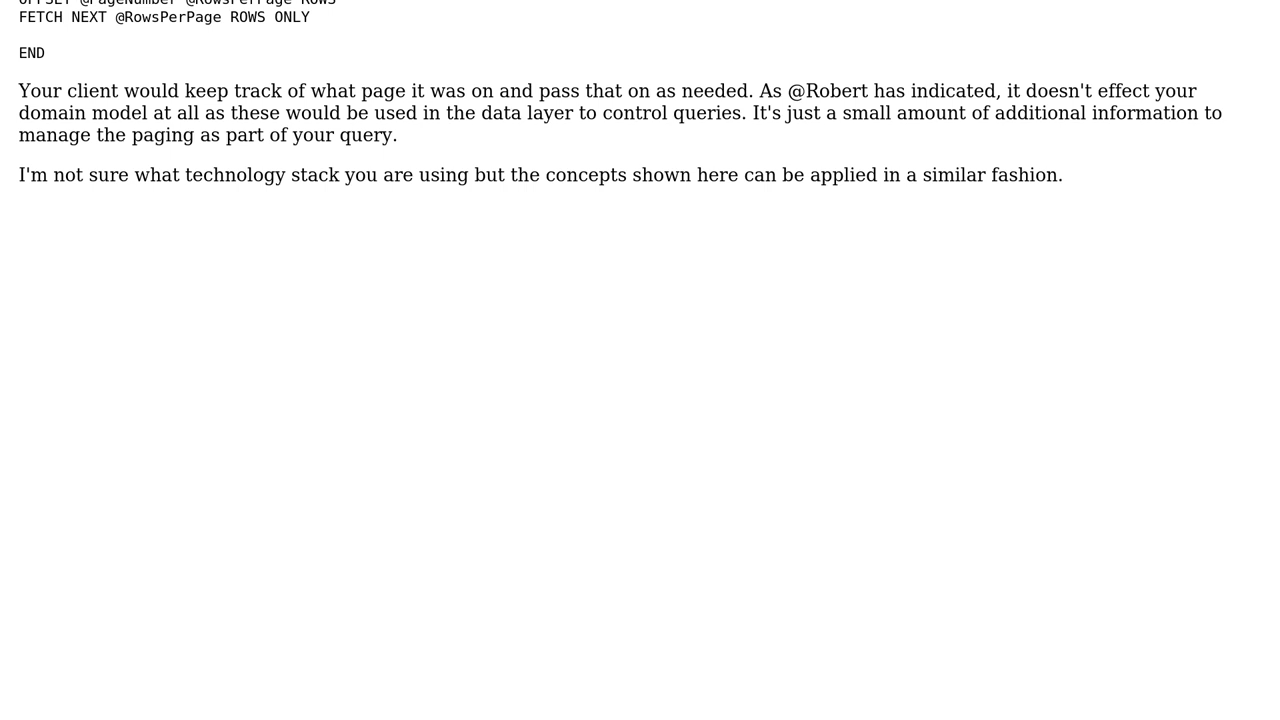 OFFSET @PageNumber @RowsPerPage ROWS
FETCH NEXT @RowsPerPage ROWS ONLY
END
Your client would keep track of what page it was on and pass that on as needed. As @Robert has indicated, it doesn't effect your
domain model at all as these would be used in the data layer to control queries. It's just a small amount of additional information to
manage the paging as part of your query.
I'm not sure what technology stack you are using but the concepts shown here can be applied in a similar fashion.